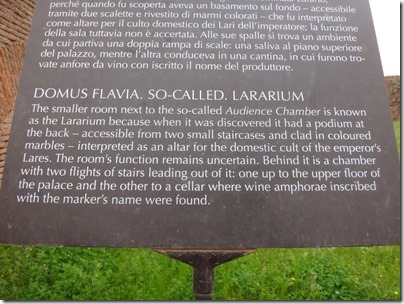 perché quando fu scoperta aveva un basamento sul fondo – accessibile
tramite due scalette e rivestito di marmi colorati – che fu interpretato
come altare per il culto domestico dei Lari dell'imperatore; la funzione
della sala tuttavia non è accertata. Alle sue spalle si trova un ambiente
da cui partiva una doppia rampa di scale: una saliva al piano superiore
del palazzo, mentre l'altra conduceva in una cantina, in cui furono tro-
vate anfore da vino con iscritto il nome del produttore.
DOMUS FLAVIA. SO-CALLED. LARARIUM
The smaller room next to the so-called Audience Chamber is known
as the Lararium because when it was discovered it had a podium at
the back – accessible from two small staircases and clad in coloured
marbles – interpreted as an altar for the domestic cult of the emperor's
Lares. The room's function remains uncertain. Behind it is a chamber
with two flights of stairs leading out of it: one up to the upper floor of
the palace and the other to a cellar where wine amphorae inscribed
with the marker's name were found.